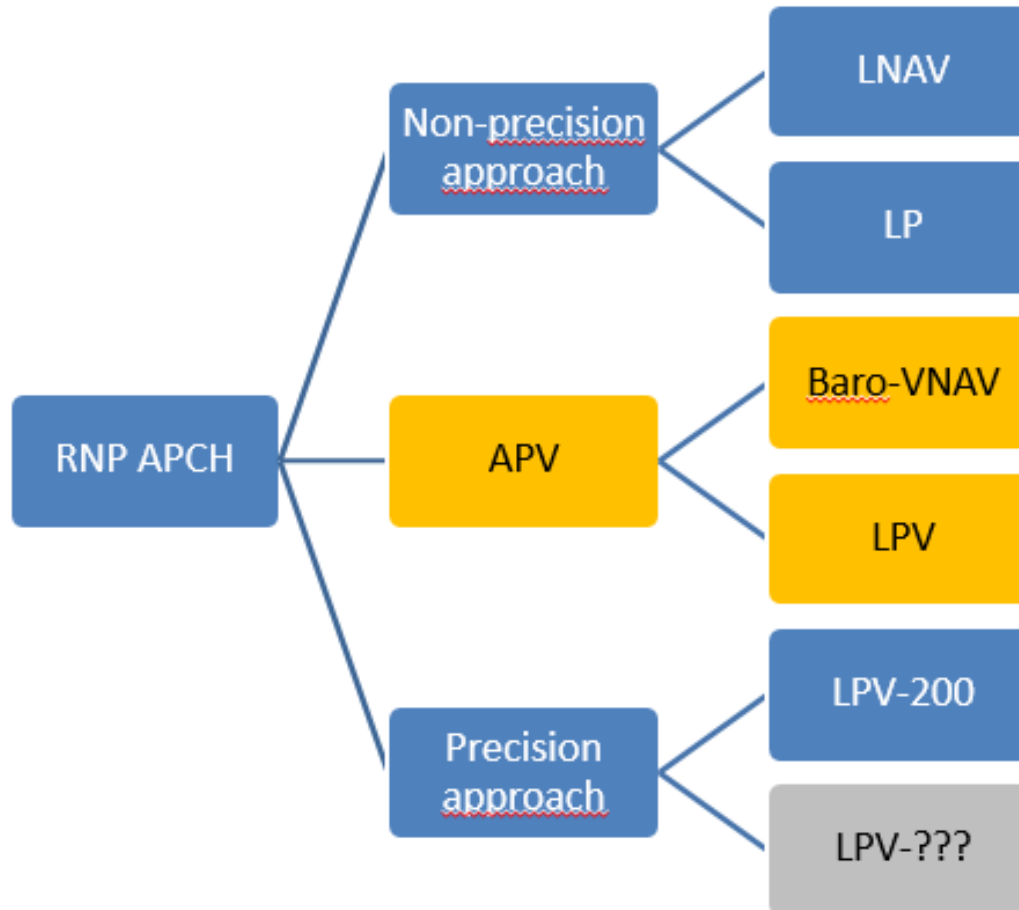 LNAV
Non-precision
approach
LP
Baro-VNAV
RNP APCH
APV
LPV
LPV-200
Precision
approach
LPV-???